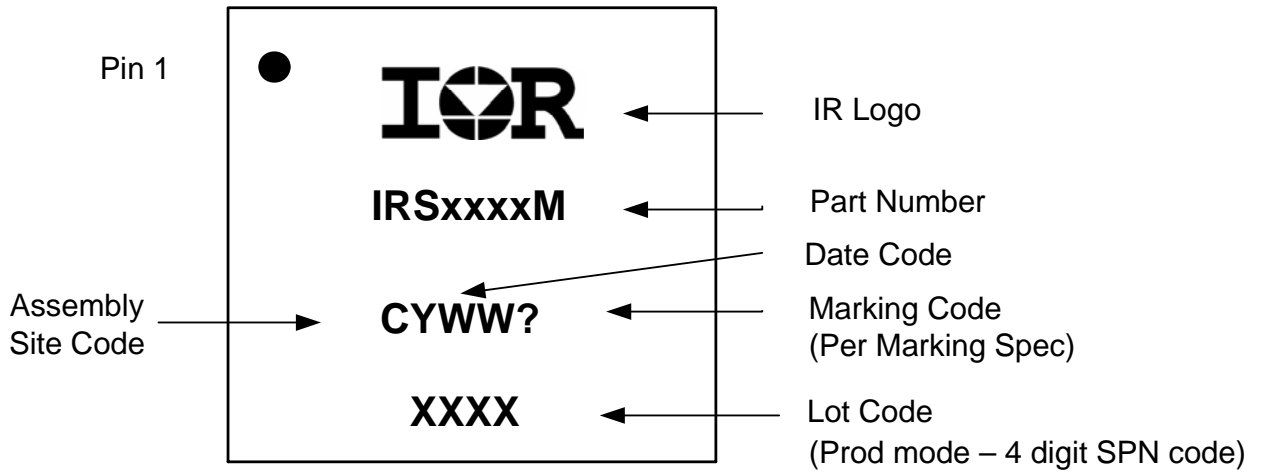 Pin 1
IOR
IR Logo
IRSxxxxM
Part Number
Date Code
Assembly
Site Code
CYWW?
Marking Code
(Per Marking Spec)
XXXX
Lot Code
(Prod mode – 4 digit SPN code)